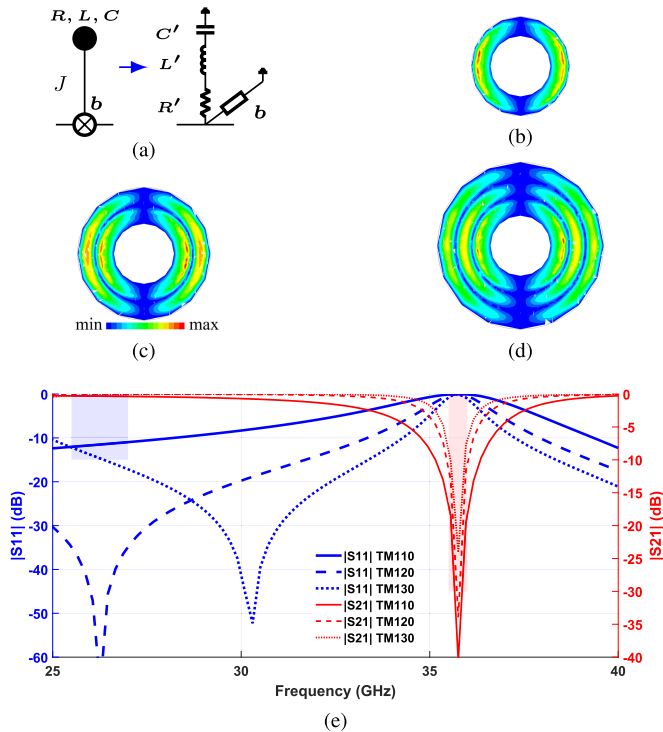 R, L, C
J
b
C′
L′
R′
b
(a)
(b)
min max
(c)
(d)
|S11| (dB)
0
-10
-20
-30
-40
-50
-60
|S11| TM110
|S11| TM120
|S11| TM130
|S21| TM110
|S21| TM120
|S21| TM130
0
-5
-10
-15
-20
-25
-30
-35
-40
|S21| (dB)
25 30 35 40
Frequency (GHz)
(e)